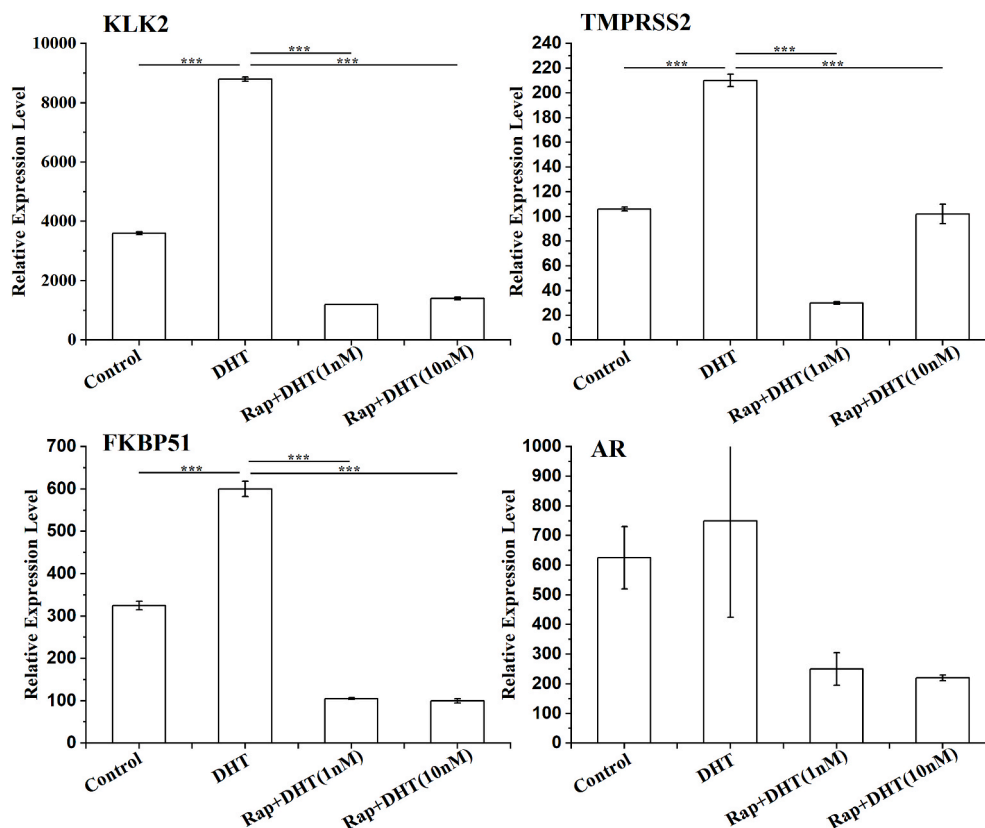 KLK2
Relative Expression Level
10000
8000
6000
4000
2000
0
***
***
***
Control
DHT
Rap+DHT(1nM)
Rap+DHT(10nM)
TMPRSS2
Relative Expression Level
240
220
200
180
160
140
120
100
80
60
40
30
20
10
0
***
***
***
Control
DHT
Rap+DHT(1nM)
Rap+DHT(10nM)
FKBP51
Relative Expression Level
700
600
500
400
300
200
100
0
***
***
***
Control
DHT
Rap+DHT(1nM)
Rap+DHT(10nM)
AR
Relative Expression Level
1000
900
800
700
600
500
400
300
200
100
0
Control
DHT
Rap+DHT(1nM)
Rap+DHT(10nM)